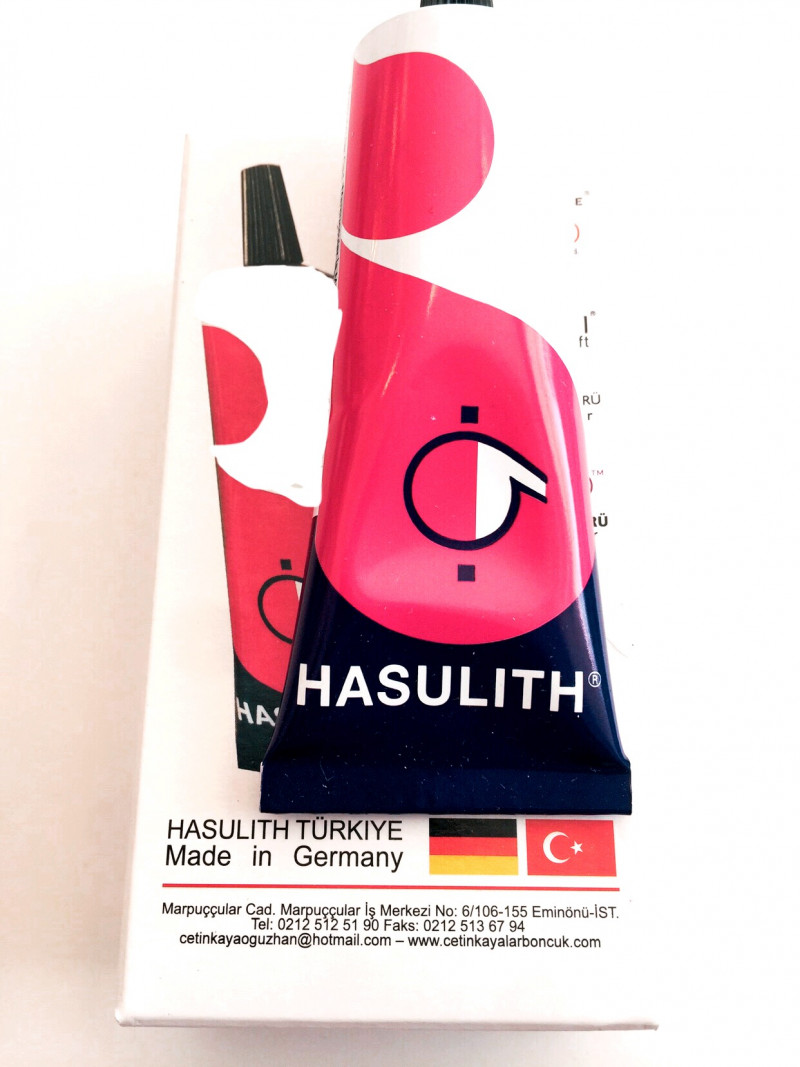 HASULITH®
HASULITH TÜRKIYE
Made in Germany
Marpuççular Cad. Marpuççular İş Merkezi No: 6/106-155 Eminönü-İST.
Tel: 0212 512 51 90 Faks: 0212 513 67 94
cetinkayaoguzhan@hotmail.com – www.cetinkayalarboncuk.com